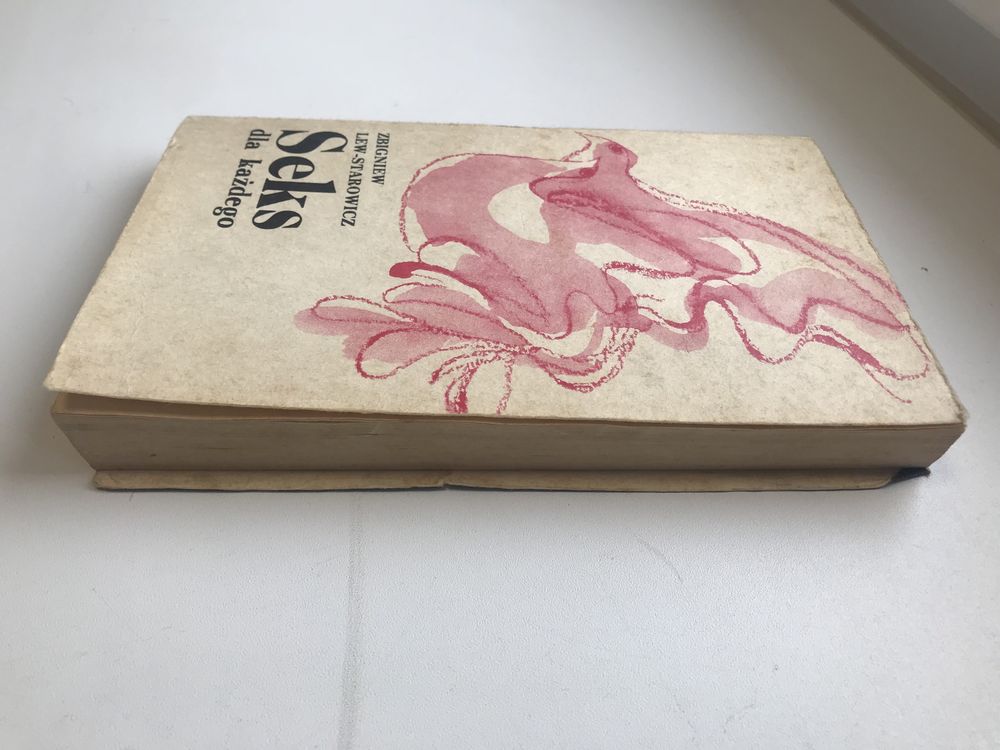 ZBIGNIEW
LEW-STAROWICZ
Seks
dla każdego